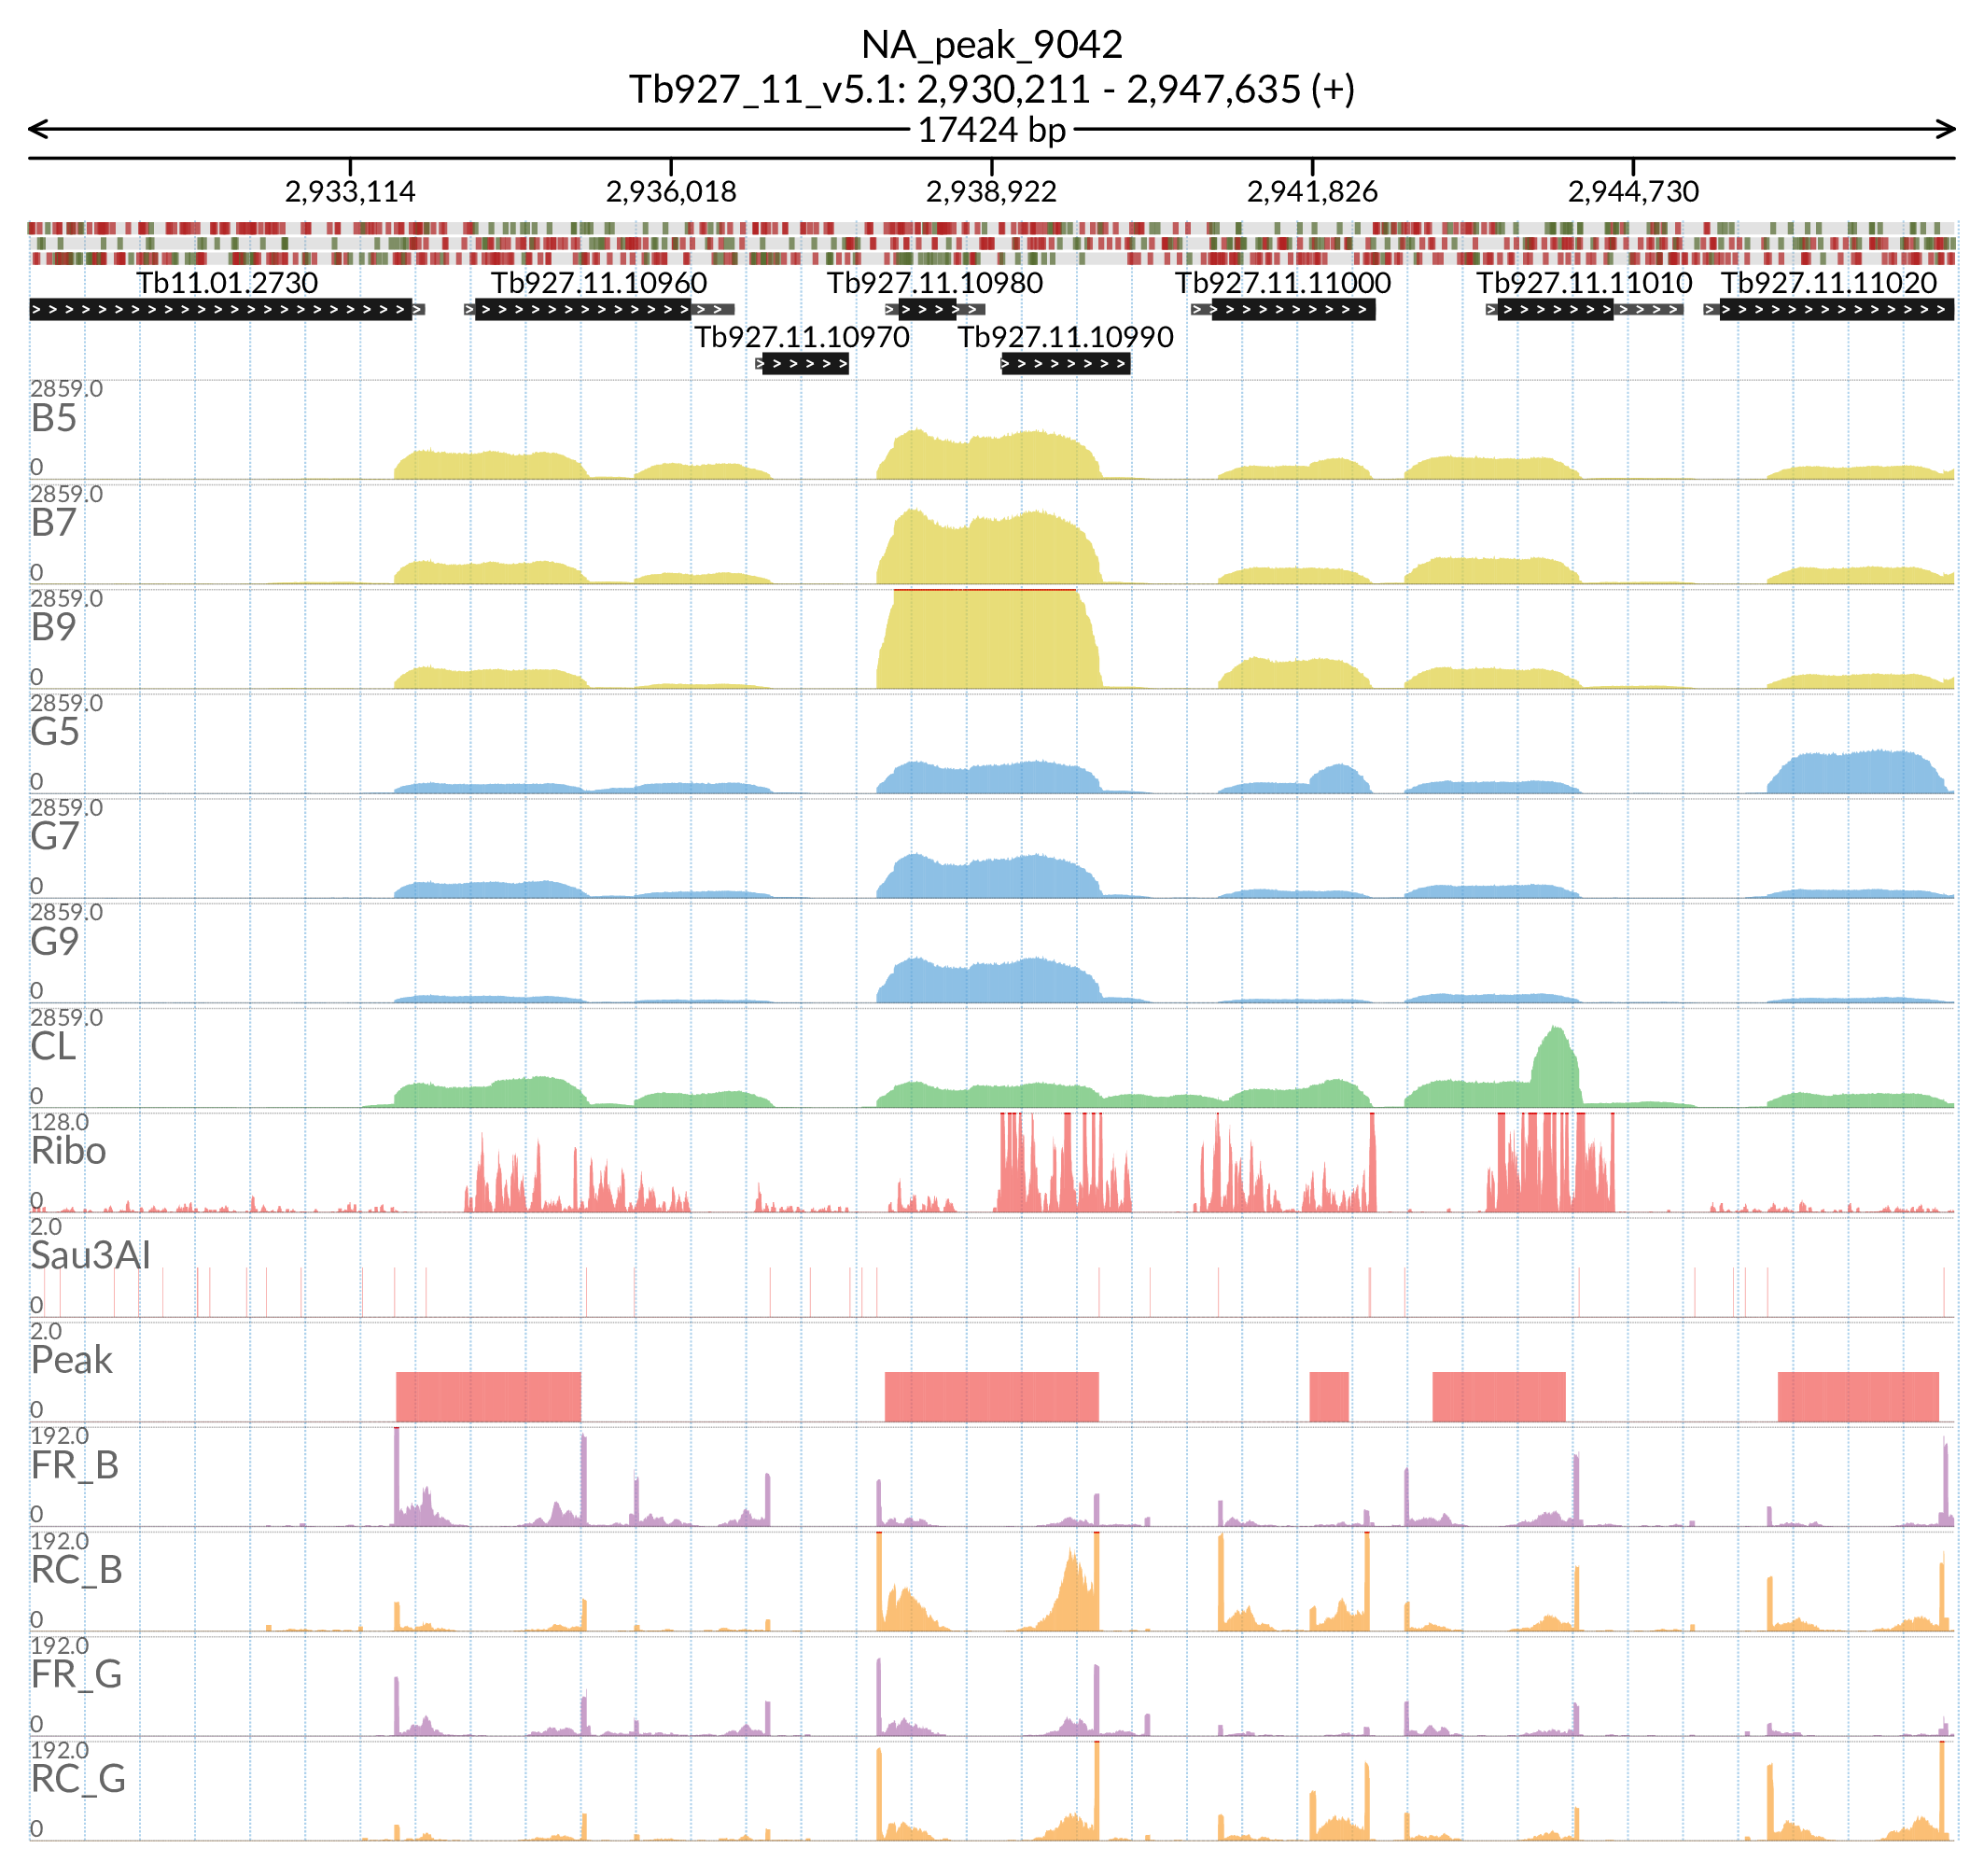 NA_peak_9042
Tb927_11_v5.1: 2,930,211 - 2,947,635 (+)
17424 bp
2,933,114 2,936,018 2,938,922 2,941,826 2,944,730
Tb11.01.2730 Tb927.11.10960 Tb927.11.10980 Tb927.11.11000 Tb927.11.11010 Tb927.11.11020
Tb927.11.10970 Tb927.11.10990
2859.0
B5
0
2859.0
B7
0
2859.0
B9
0
2859.0
G5
0
2859.0
G7
0
2859.0
G9
0
2859.0
CL
0
128.0
Ribo
0
2.0
Sau3AI
0
2.0
Peak
0
192.0
FR_B
0
192.0
RC_B
0
192.0
FR_G
0
192.0
RC_G
0